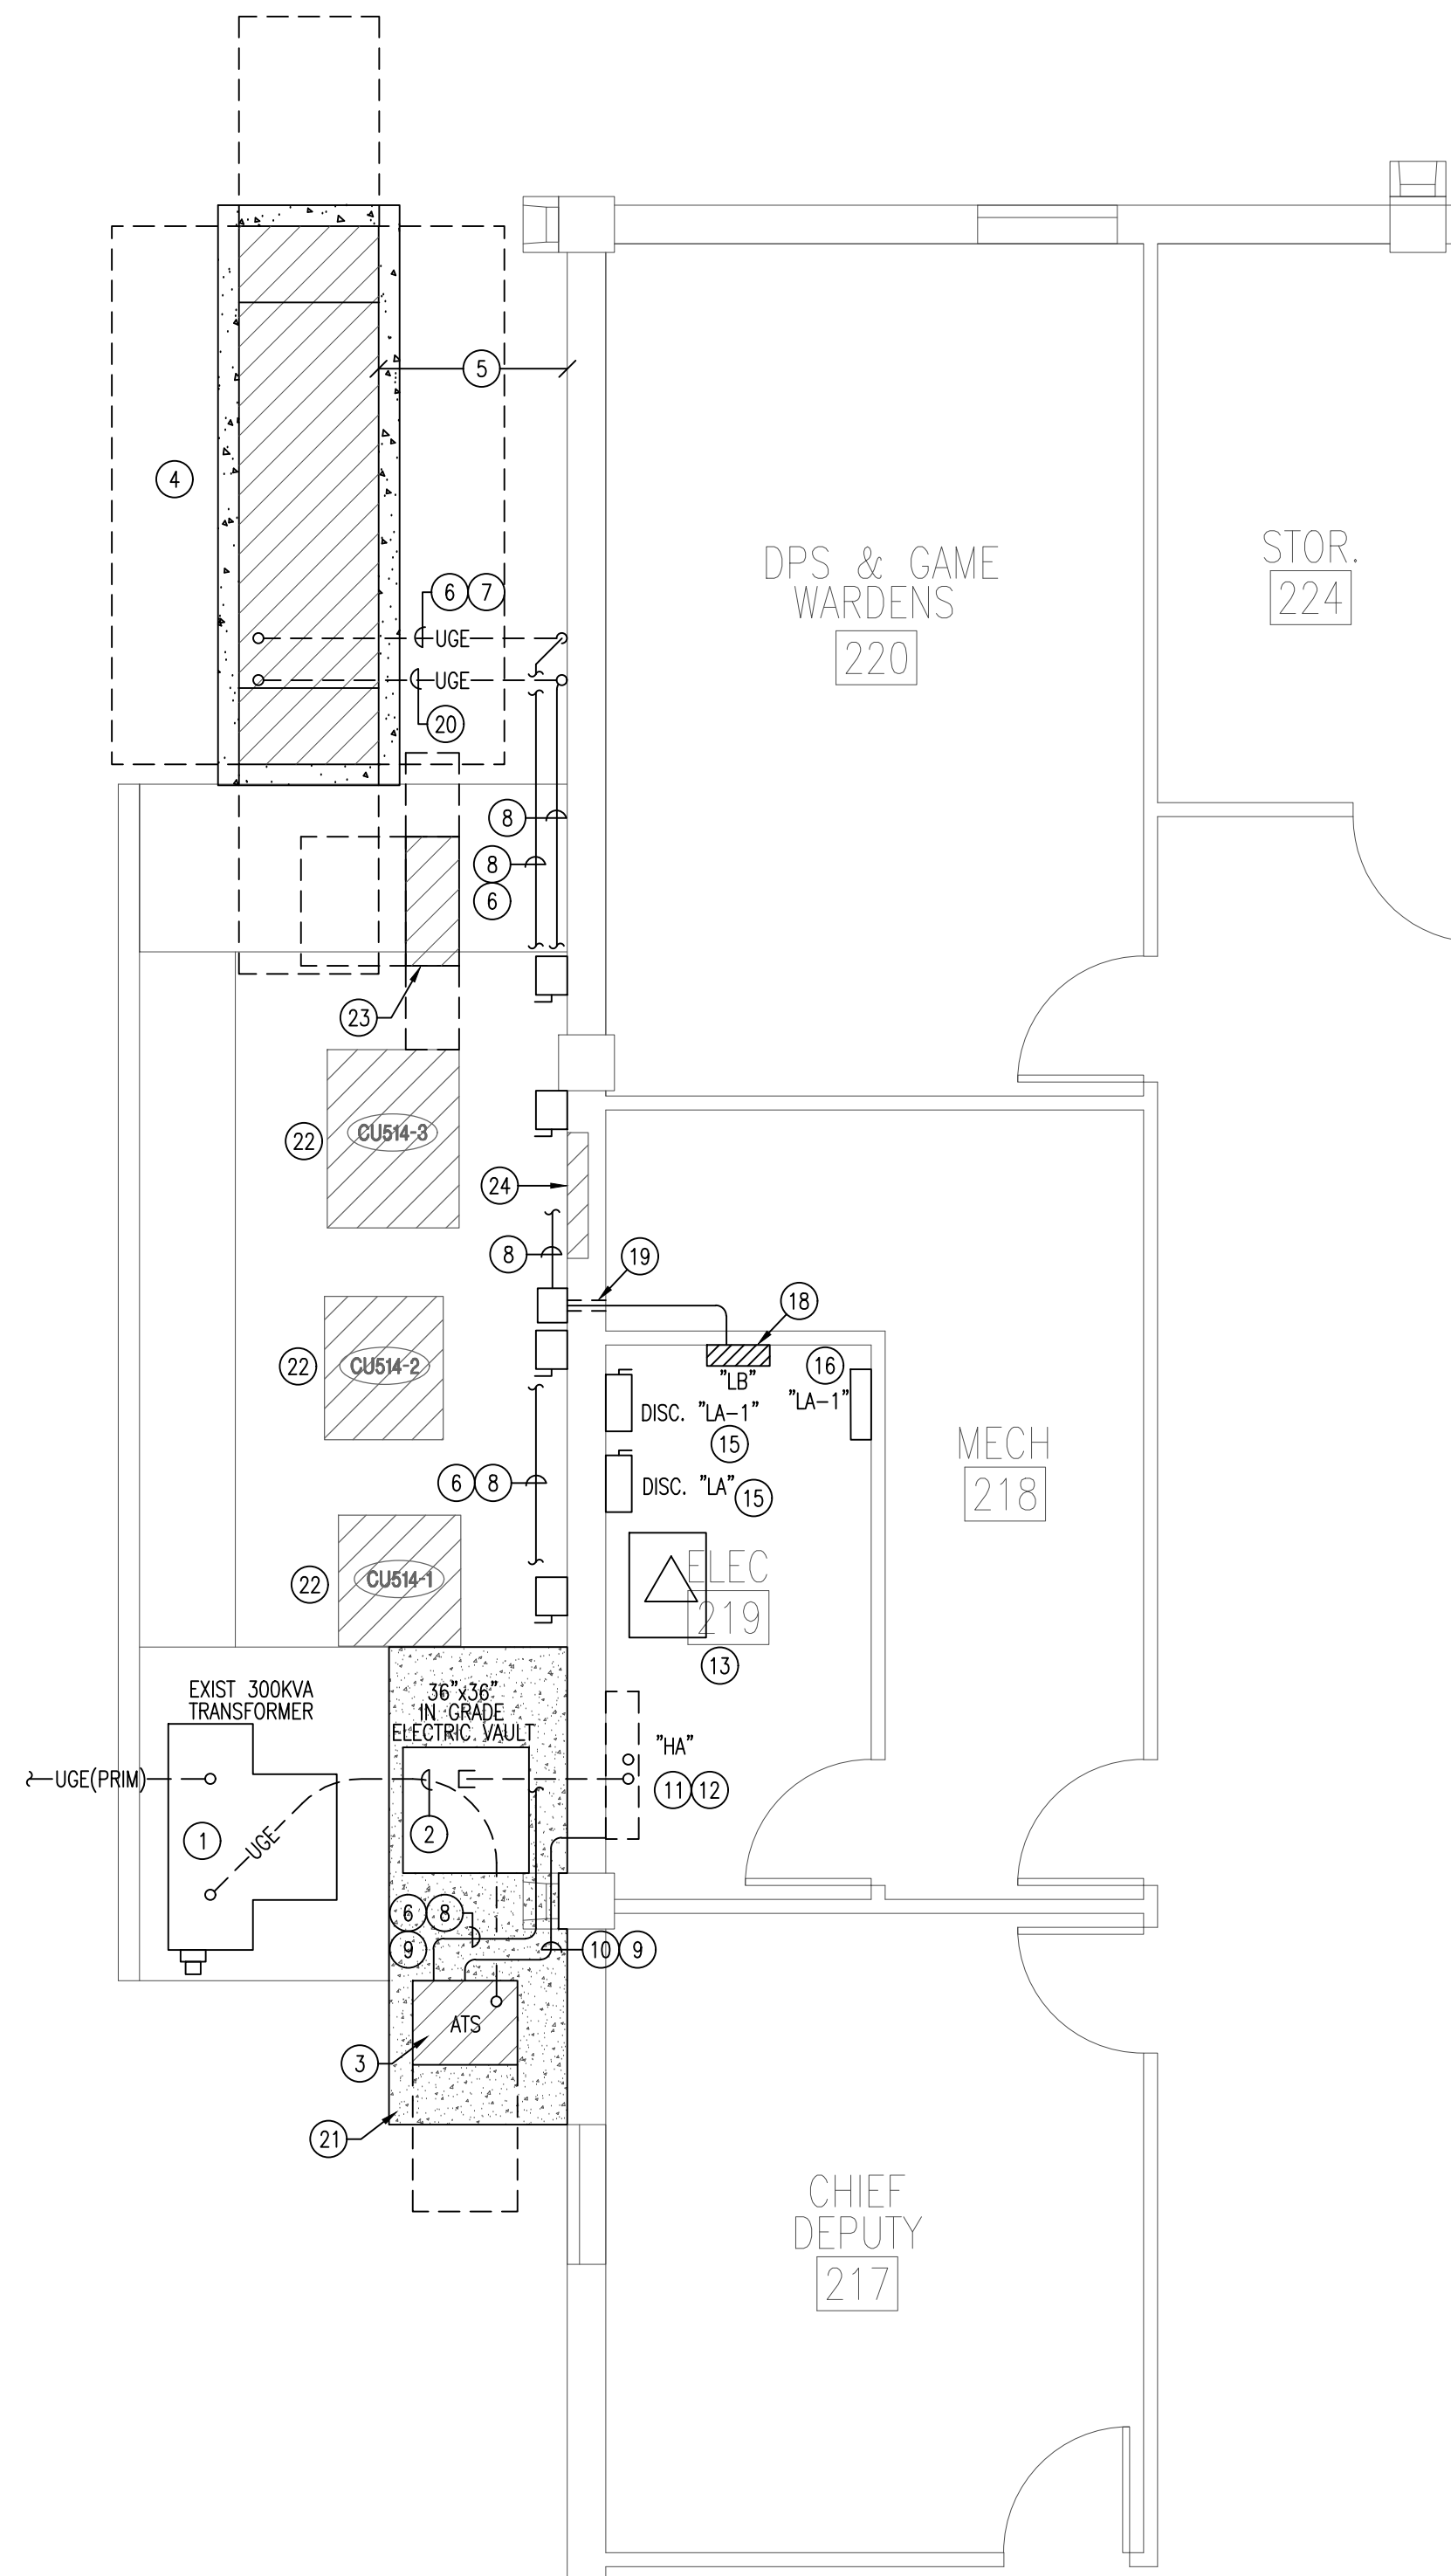 5
4
DPS & GAME
WARDENS
220
STOR.
224
6 7
UGE
UGE
20
8
8
6
23
CU514-3
22
24
8
19
18
CU514-2
22
"LB"
16
"LA-1"
DISC. "LA-1"
15
MECH
218
6 8
DISC. "LA"
15
CU514-1
22
ELEC
219
13
EXIST 300KVA
TRANSFORMER
36"x36"
IN GRADE
ELECTRIC VAULT
"HA"
11 12
UGE(PRIM)
1
UGE
2
6 8
9
10 9
ATS
3
21
CHIEF
DEPUTY
217